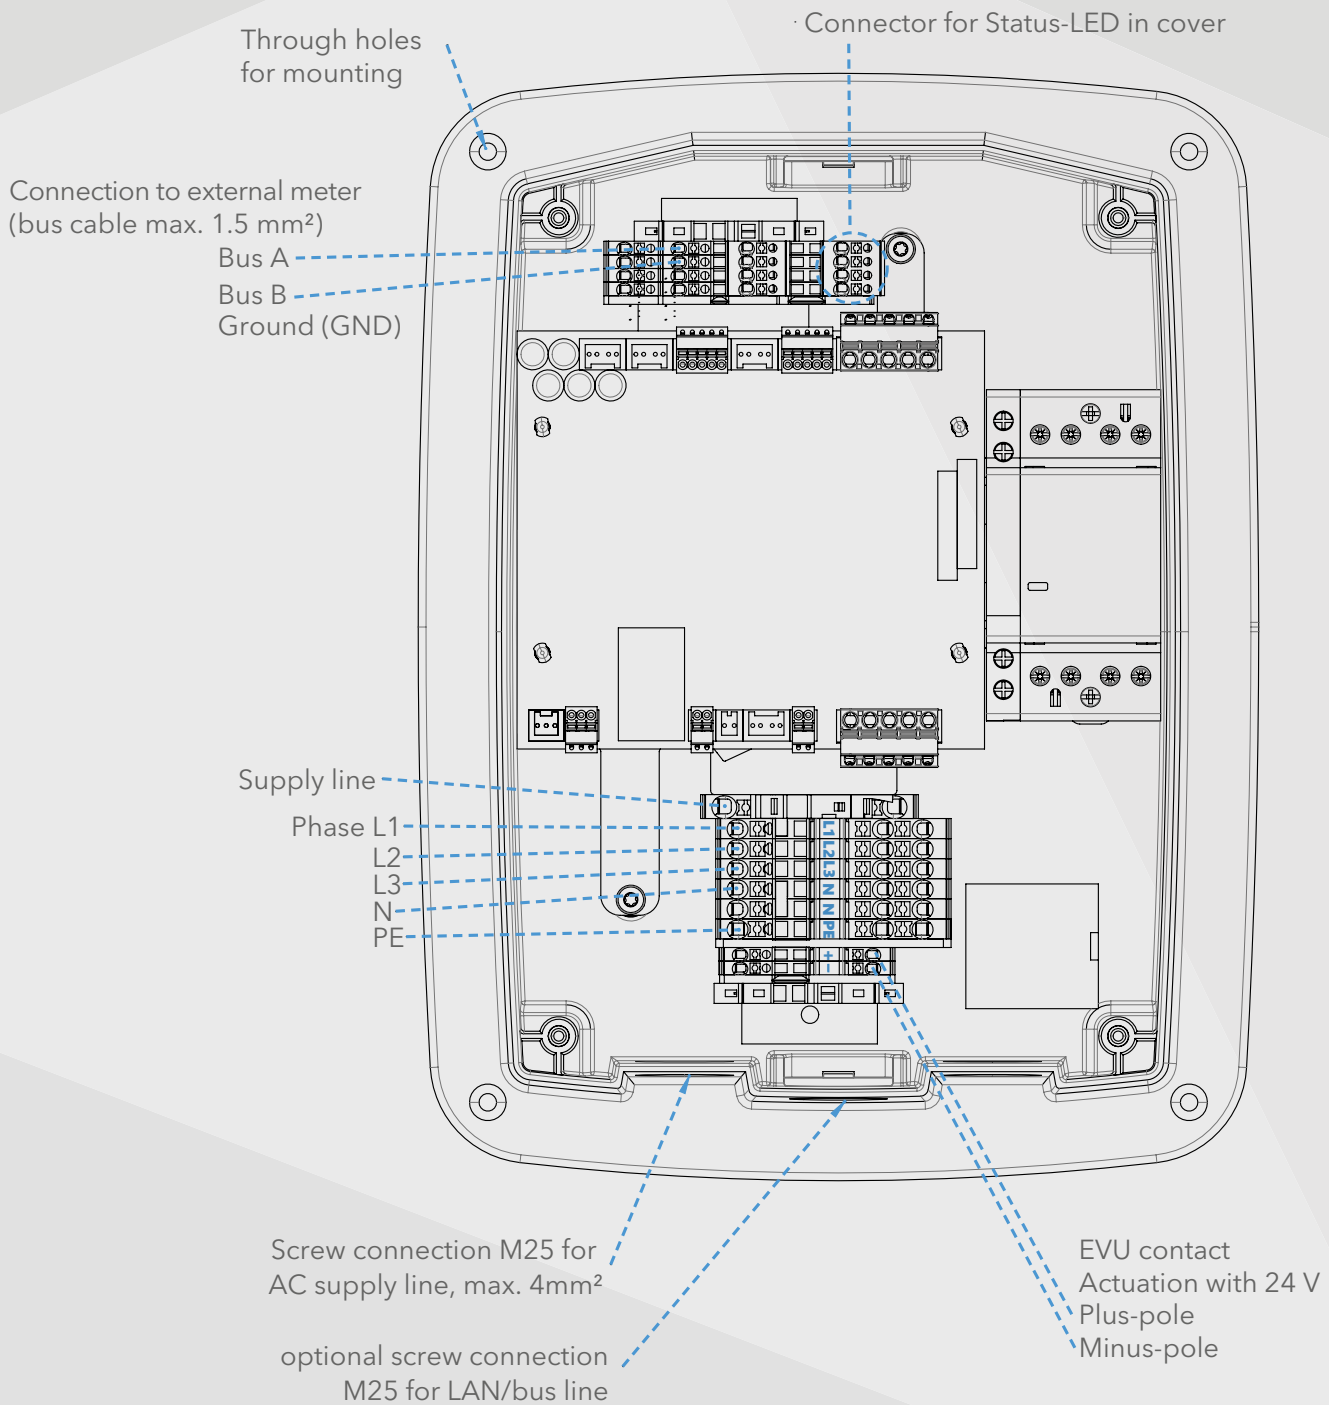 Through holes
for mounting
Connector for Status-LED in cover
Connection to external meter
(bus cable max. 1.5 mm²)
Bus A
Bus B
Ground (GND)
Supply line
Phase L1
L2
L3
N
PE
L1
L2
L3
N
N
PE
+
−
Screw connection M25 for
AC supply line, max. 4mm²
optional screw connection
M25 for LAN/bus line
EVU contact
Actuation with 24 V
Plus-pole
Minus-pole